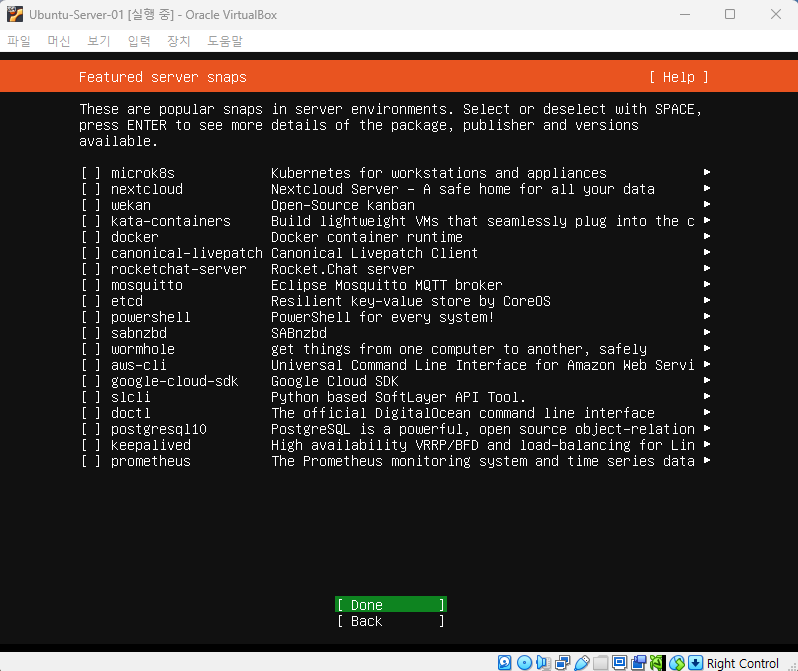 Ubuntu-Server-01 [실행 중] - Oracle VirtualBox
파일 머신 보기 입력 장치 도움말
Featured server snaps [ Help ]
These are popular snaps in server environments. Select or deselect with SPACE,
press ENTER to see more details of the package, publisher and versions
available.
[ ] microk8s Kubernetes for workstations and appliances ▸
[ ] nextcloud Nextcloud Server - A safe home for all your data ▸
[ ] wekan Open-Source kanban ▸
[ ] kata-containers Build lightweight VMs that seamlessly plug into the c ▸
[ ] docker Docker container runtime ▸
[ ] canonical-livepatch Canonical Livepatch Client ▸
[ ] rocketchat-server Rocket.Chat server ▸
[ ] mosquitto Eclipse Mosquitto MQTT broker ▸
[ ] etcd Resilient key-value store by CoreOS ▸
[ ] powershell PowerShell for every system! ▸
[ ] sabnzbd SABnzbd ▸
[ ] wormhole get things from one computer to another, safely ▸
[ ] aws-cli Universal Command Line Interface for Amazon Web Servi ▸
[ ] google-cloud-sdk Google Cloud SDK ▸
[ ] slcli Python based SoftLayer API Tool. ▸
[ ] doctl The official DigitalOcean command line interface ▸
[ ] postgresql10 PostgreSQL is a powerful, open source object-relation ▸
[ ] keepalived High availability VRRP/BFD and load-balancing for Lin ▸
[ ] prometheus The Prometheus monitoring system and time series data ▸
[ Done ]
[ Back ]
Right Control